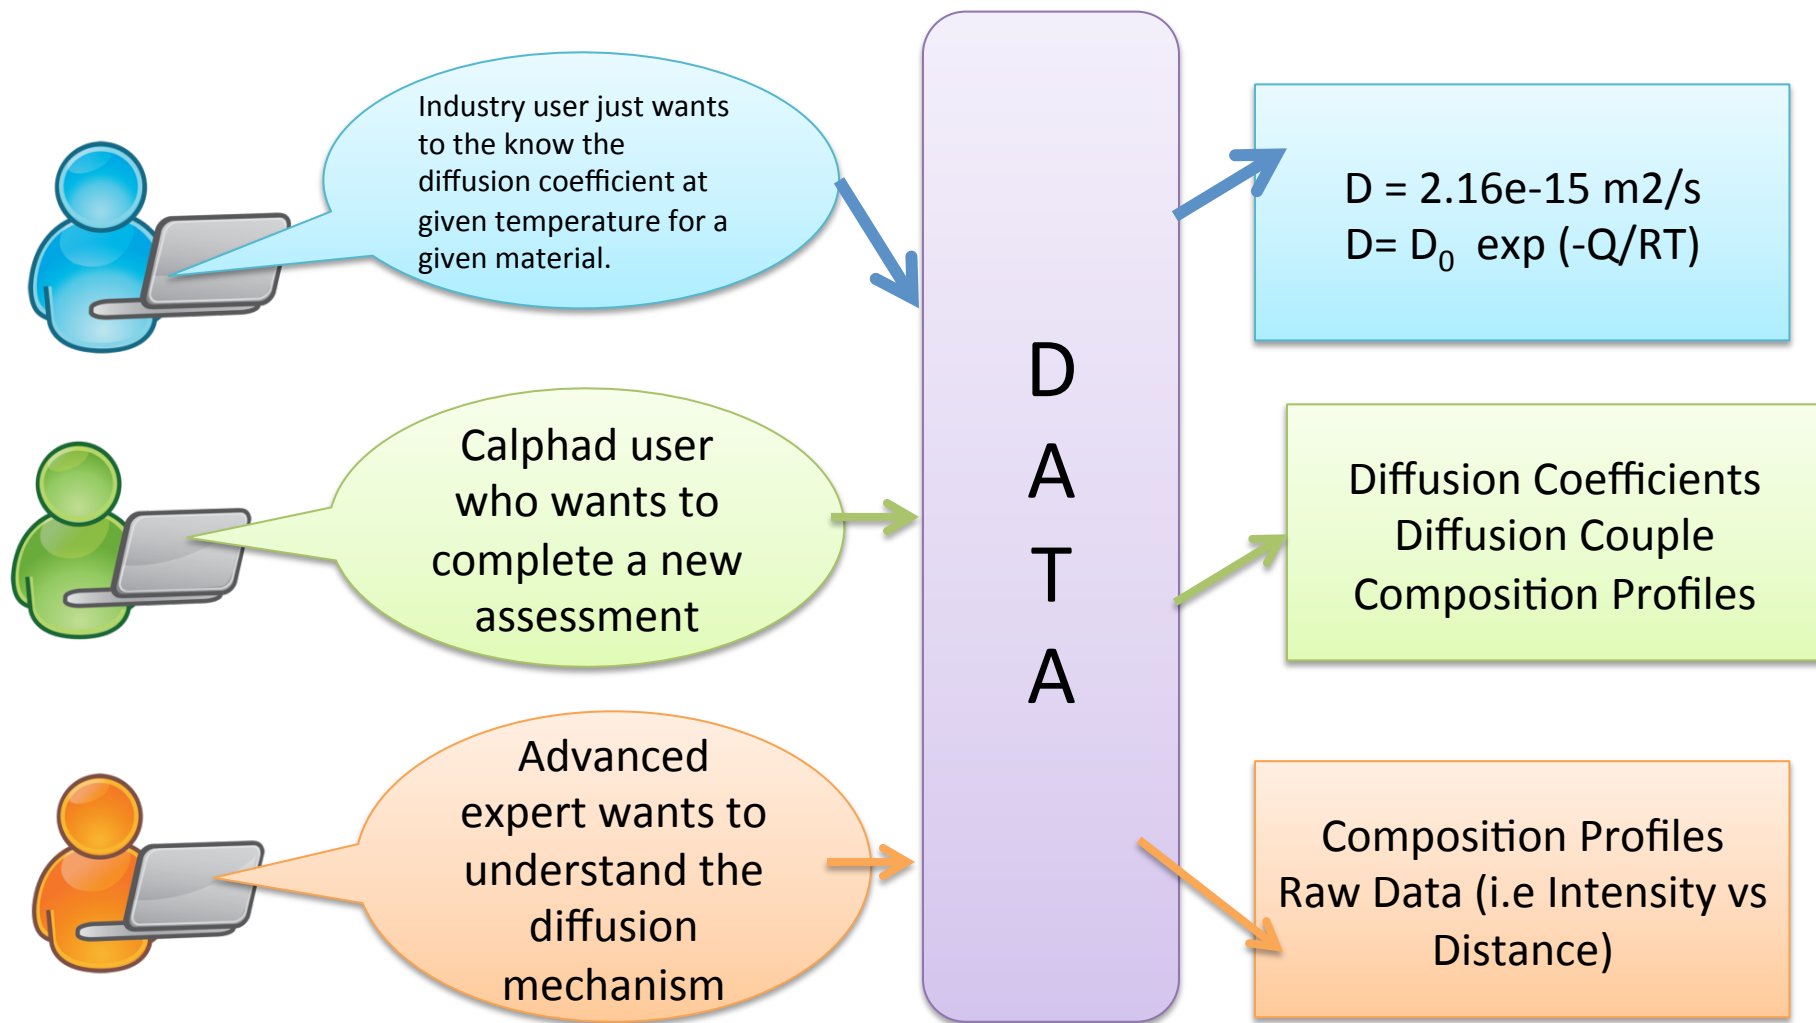 Industry user just wants
to the know the
diffusion coefficient at
given temperature for a
given material.
D
A
T
A
D = 2.16e-15 m2/s
D= D₀ exp (-Q/RT)
Calphad user
who wants to
complete a new
assessment
Diffusion Coefficients
Diffusion Couple
Composition Profiles
Advanced
expert wants to
understand the
diffusion
mechanism
Composition Profiles
Raw Data (i.e Intensity vs
Distance)